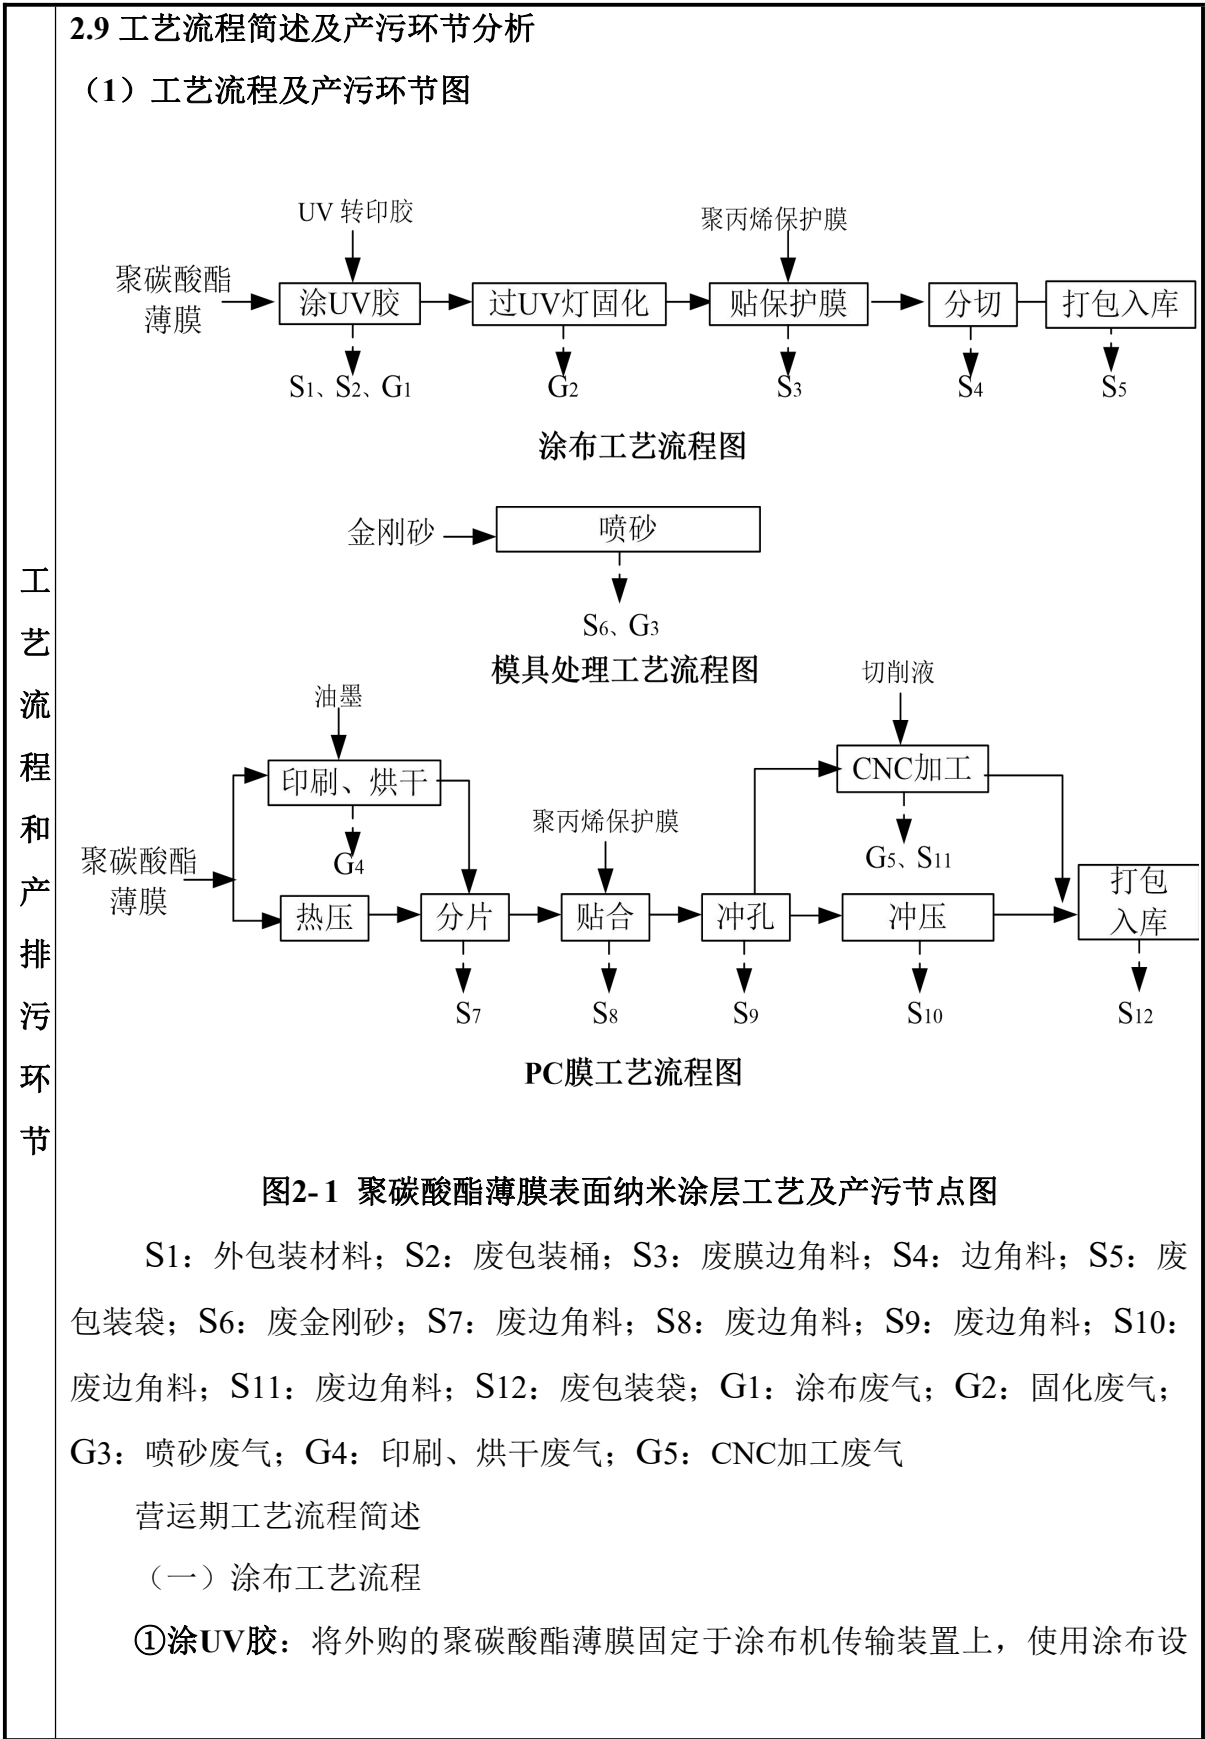 2.9 工艺流程简述及产污环节分析
（1）工艺流程及产污环节图
UV 转印胶
聚丙烯保护膜
聚碳酸酯
薄膜
涂UV胶
过UV灯固化
贴保护膜
分切
打包入库
S1、S2、G1
G2
S3
S4
S5
涂布工艺流程图
金刚砂
喷砂
S6、G3
模具处理工艺流程图
油墨
切削液
印刷、烘干
CNC加工
聚丙烯保护膜
G4
G5、S11
聚碳酸酯
薄膜
热压
分片
贴合
冲孔
冲压
打包
入库
S7
S8
S9
S10
S12
PC膜工艺流程图
工艺流程和产排污环节
图2-1 聚碳酸酯薄膜表面纳米涂层工艺及产污节点图
S1：外包装材料；S2：废包装桶；S3：废膜边角料；S4：边角料；S5：废
包装袋；S6：废金刚砂；S7：废边角料；S8：废边角料；S9：废边角料；S10：
废边角料；S11：废边角料；S12：废包装袋；G1：涂布废气；G2：固化废气；
G3：喷砂废气；G4：印刷、烘干废气；G5：CNC加工废气
营运期工艺流程简述
（一）涂布工艺流程
①涂UV胶：将外购的聚碳酸酯薄膜固定于涂布机传输装置上，使用涂布设